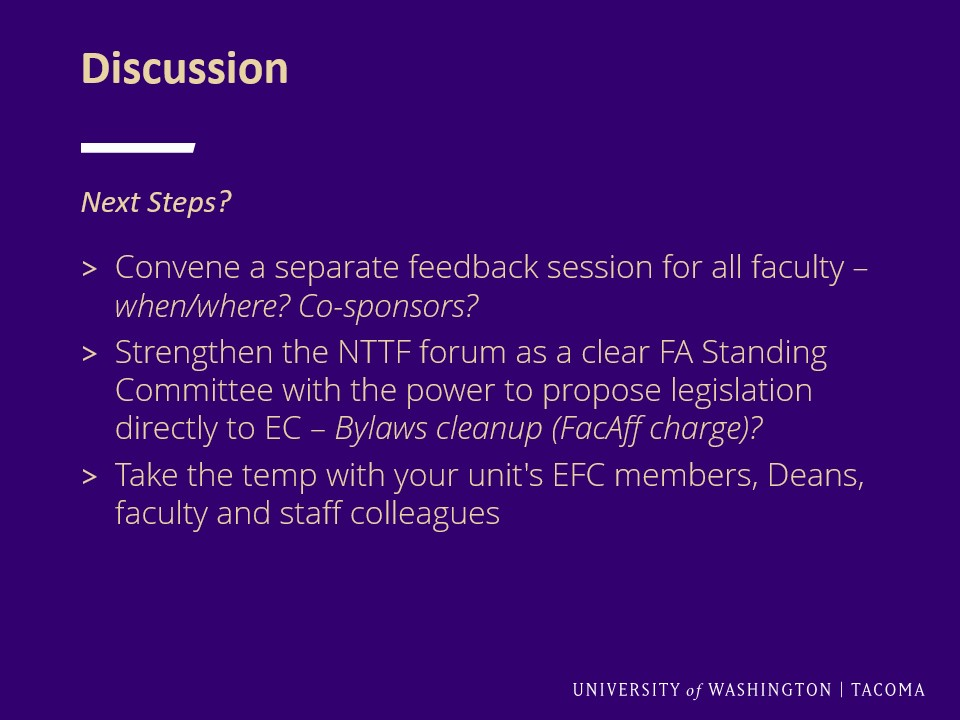 Discussion
Next Steps?
> Convene a separate feedback session for all faculty –
when/where? Co-sponsors?
> Strengthen the NTTF forum as a clear FA Standing
Committee with the power to propose legislation
directly to EC – Bylaws cleanup (FacAff charge)?
> Take the temp with your unit's EFC members, Deans,
faculty and staff colleagues
UNIVERSITY of WASHINGTON | TACOMA